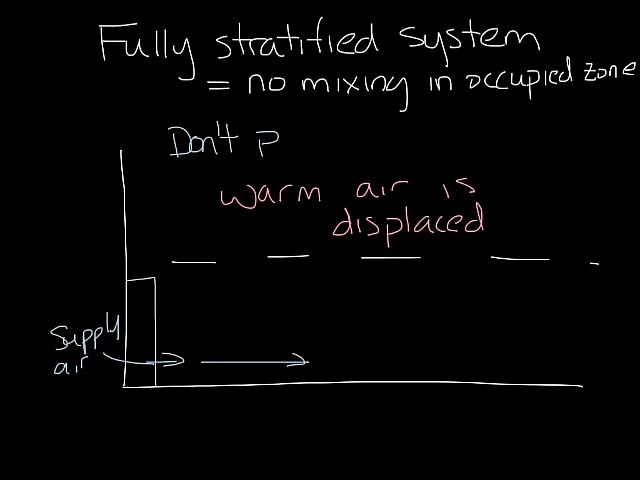 Fully stratified system
= no mixing in occupied zone
Don't p
warm air is
displaced
Supply
air